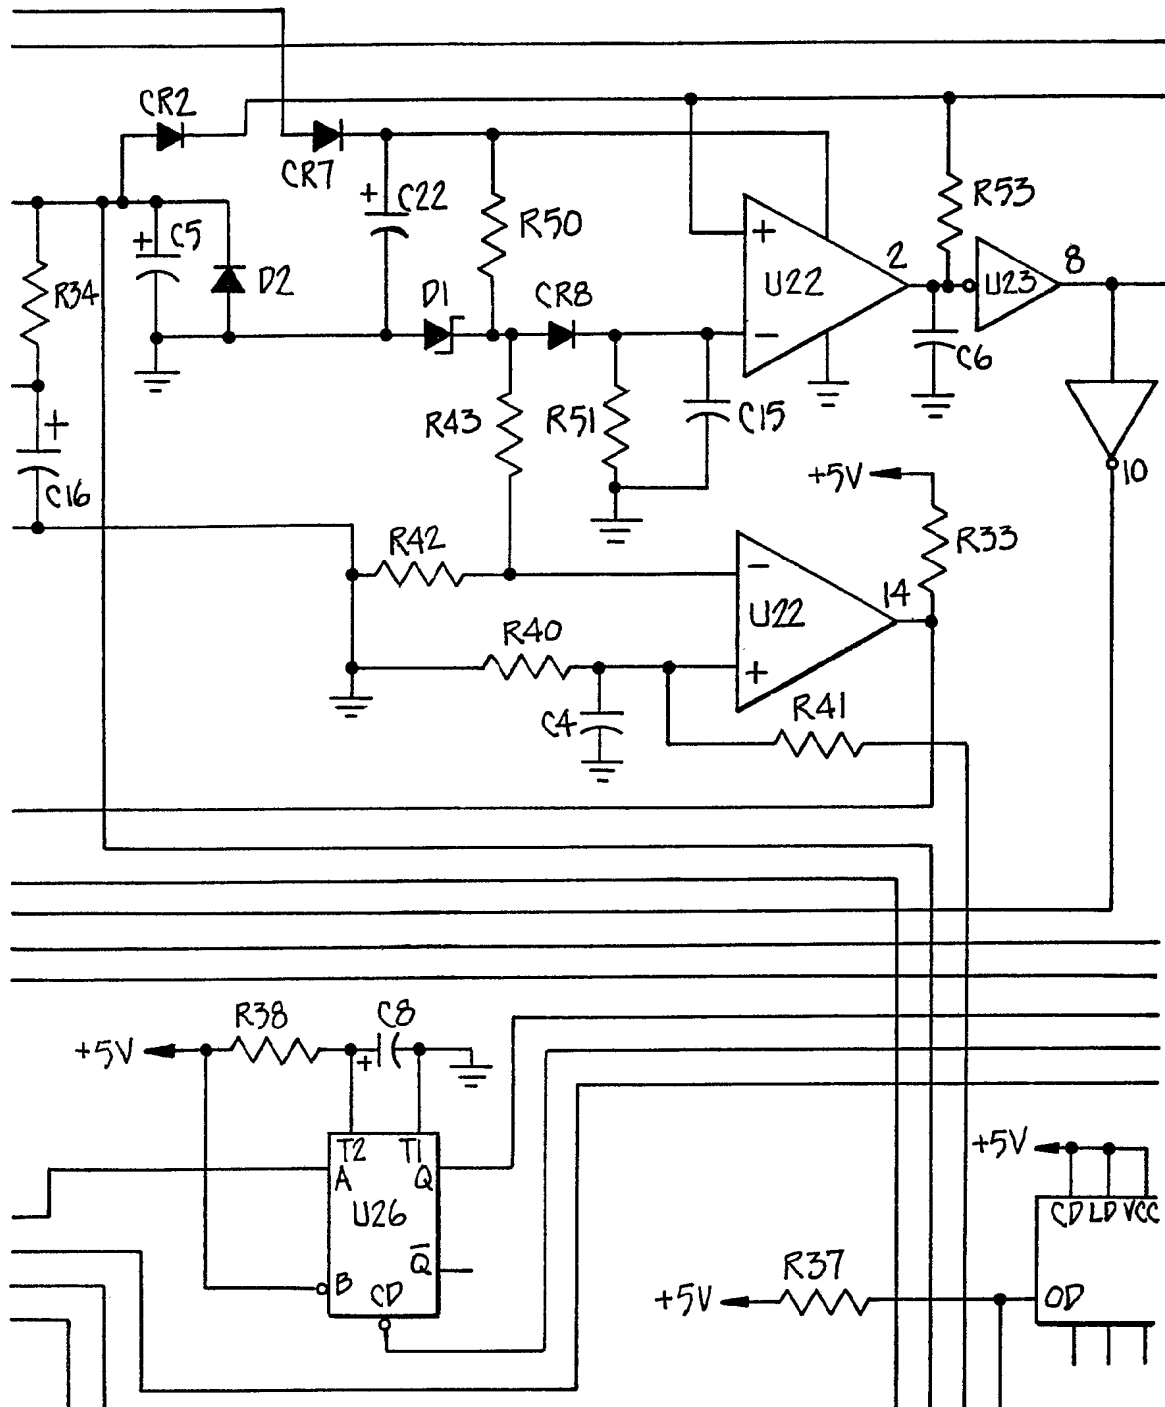 CR2
CR7
+
C22
R50
R53
+
C5
R34
D2
D1
CR8
+
U22
−
2
U23
8
C6
+
C16
R43
R51
C15
10
+5V
R33
R42
−
U22
+
14
R40
C4
R41
R38
C8
+5V
+
T2
T1
A
Q
U26
Q̅
B
CD
+5V
CD LD VCC
R37
+5V
OD